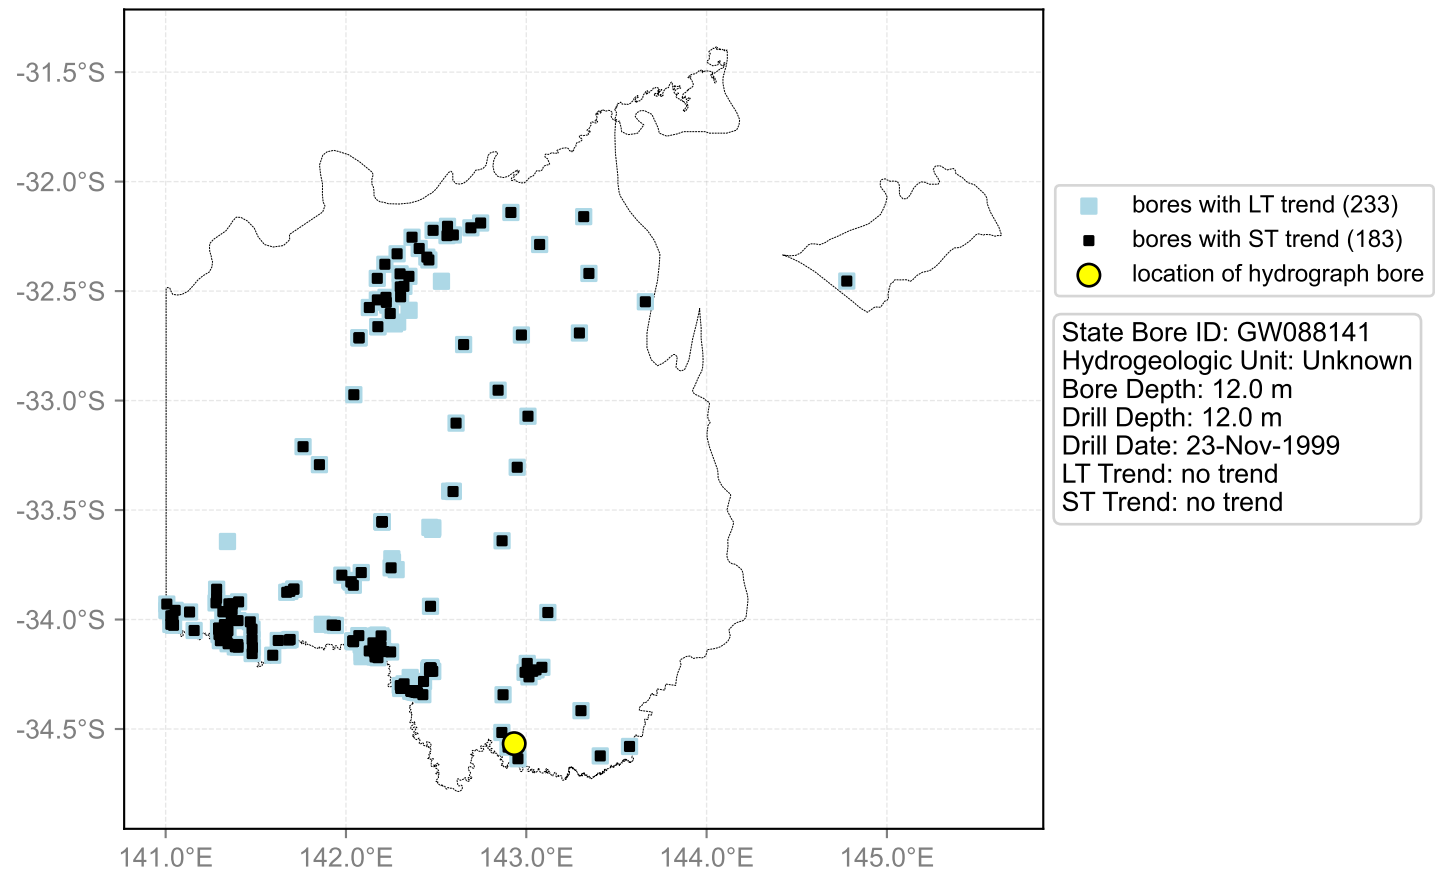 -31.5°S
-32.0°S
-32.5°S
-33.0°S
-33.5°S
-34.0°S
-34.5°S
141.0°E
142.0°E
143.0°E
144.0°E
145.0°E
bores with LT trend (233)
bores with ST trend (183)
location of hydrograph bore
State Bore ID: GW088141
Hydrogeologic Unit: Unknown
Bore Depth: 12.0 m
Drill Depth: 12.0 m
Drill Date: 23-Nov-1999
LT Trend: no trend
ST Trend: no trend